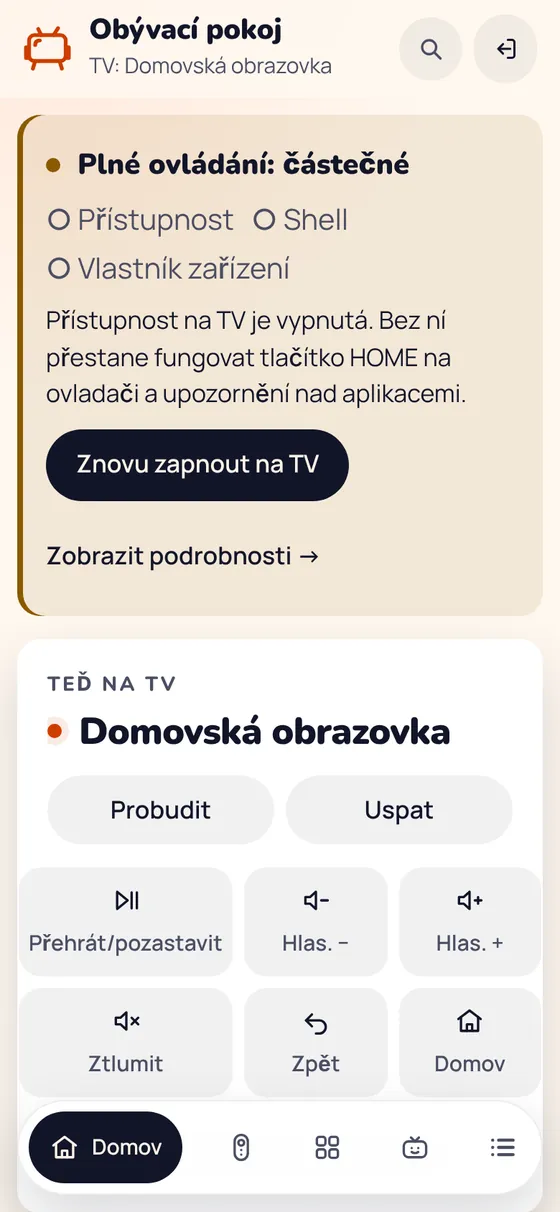 Obývací pokoj
TV: Domovská obrazovka
Plné ovládání: částečné
Přístupnost Shell
Vlastník zařízení
Přístupnost na TV je vypnutá. Bez ní
přestane fungovat tlačítko HOME na
ovladači a upozornění nad aplikacemi.
Znovu zapnout na TV
Zobrazit podrobnosti →
TEĎ NA TV
Domovská obrazovka
Probudit Uspat
Přehrát/pozastavit Hlas. − Hlas. +
Ztlumit Zpět Domov
Domov